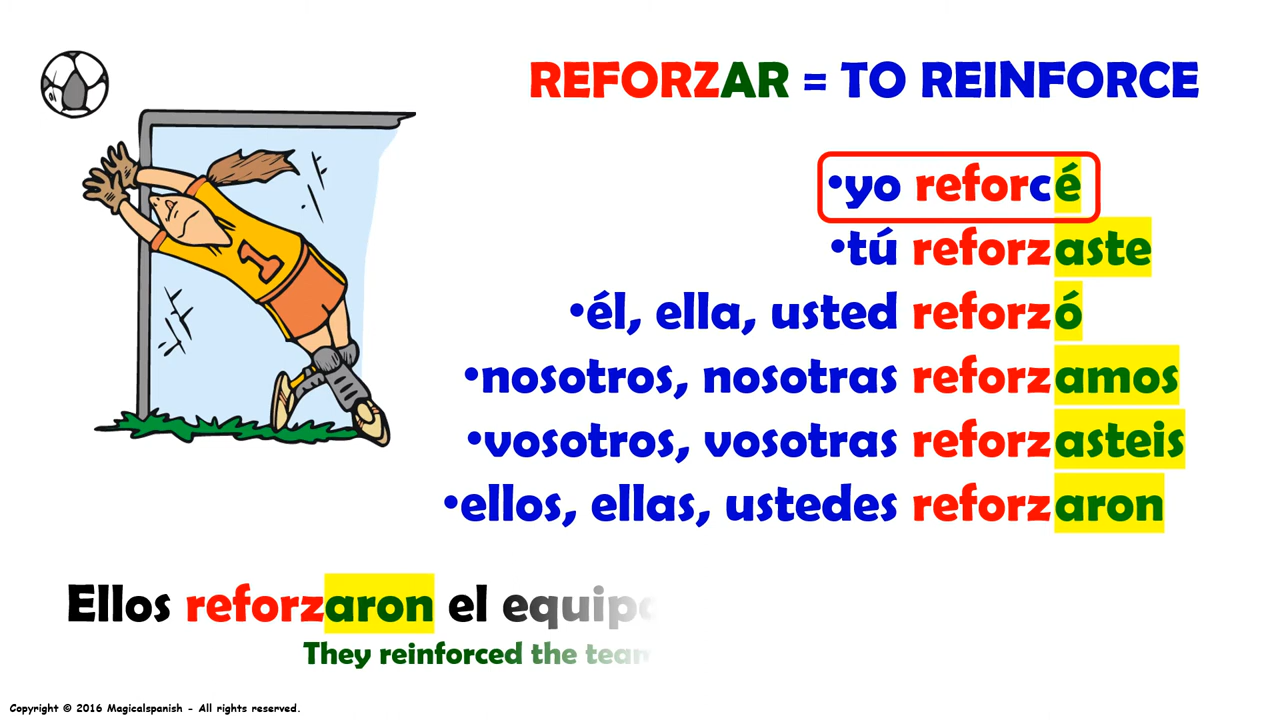 REFORZAR = TO REINFORCE
•yo reforcé
•tú reforzaste
•él, ella, usted reforzó
•nosotros, nosotras reforzamos
•vosotros, vosotras reforzasteis
•ellos, ellas, ustedes reforzaron
1
Ellos reforzaron el equipo
They reinforced the team
Copyright © 2016 Magicalspanish - All rights reserved.